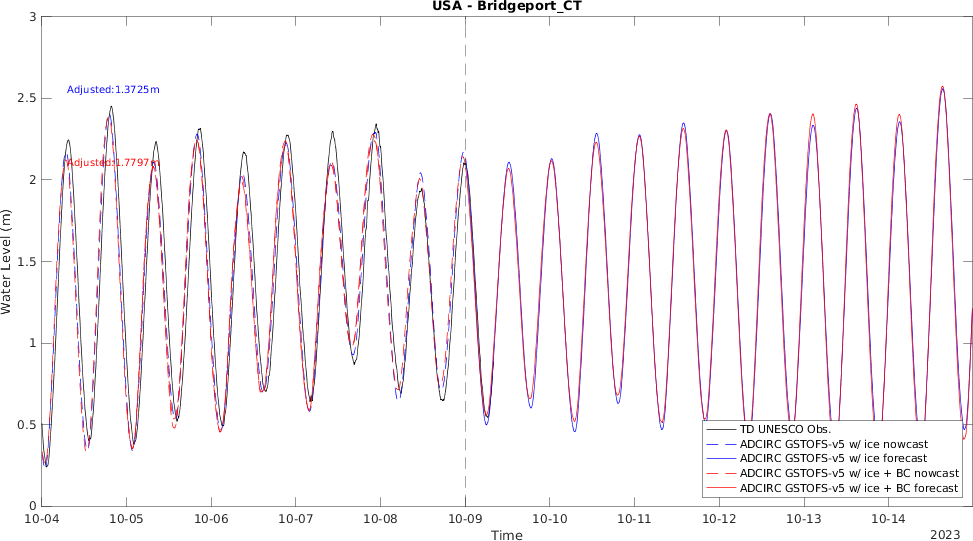 USA - Bridgeport_CT
3
2.5
2
1.5
1
0.5
0
Water Level (m)
Adjusted:1.3725m
Adjusted:1.7797m
TD UNESCO Obs.
ADCIRC GSTOFS-v5 w/ ice nowcast
ADCIRC GSTOFS-v5 w/ ice forecast
ADCIRC GSTOFS-v5 w/ ice + BC nowcast
ADCIRC GSTOFS-v5 w/ ice + BC forecast
10-04 10-05 10-06 10-07 10-08 10-09 10-10 10-11 10-12 10-13 10-14
Time
2023